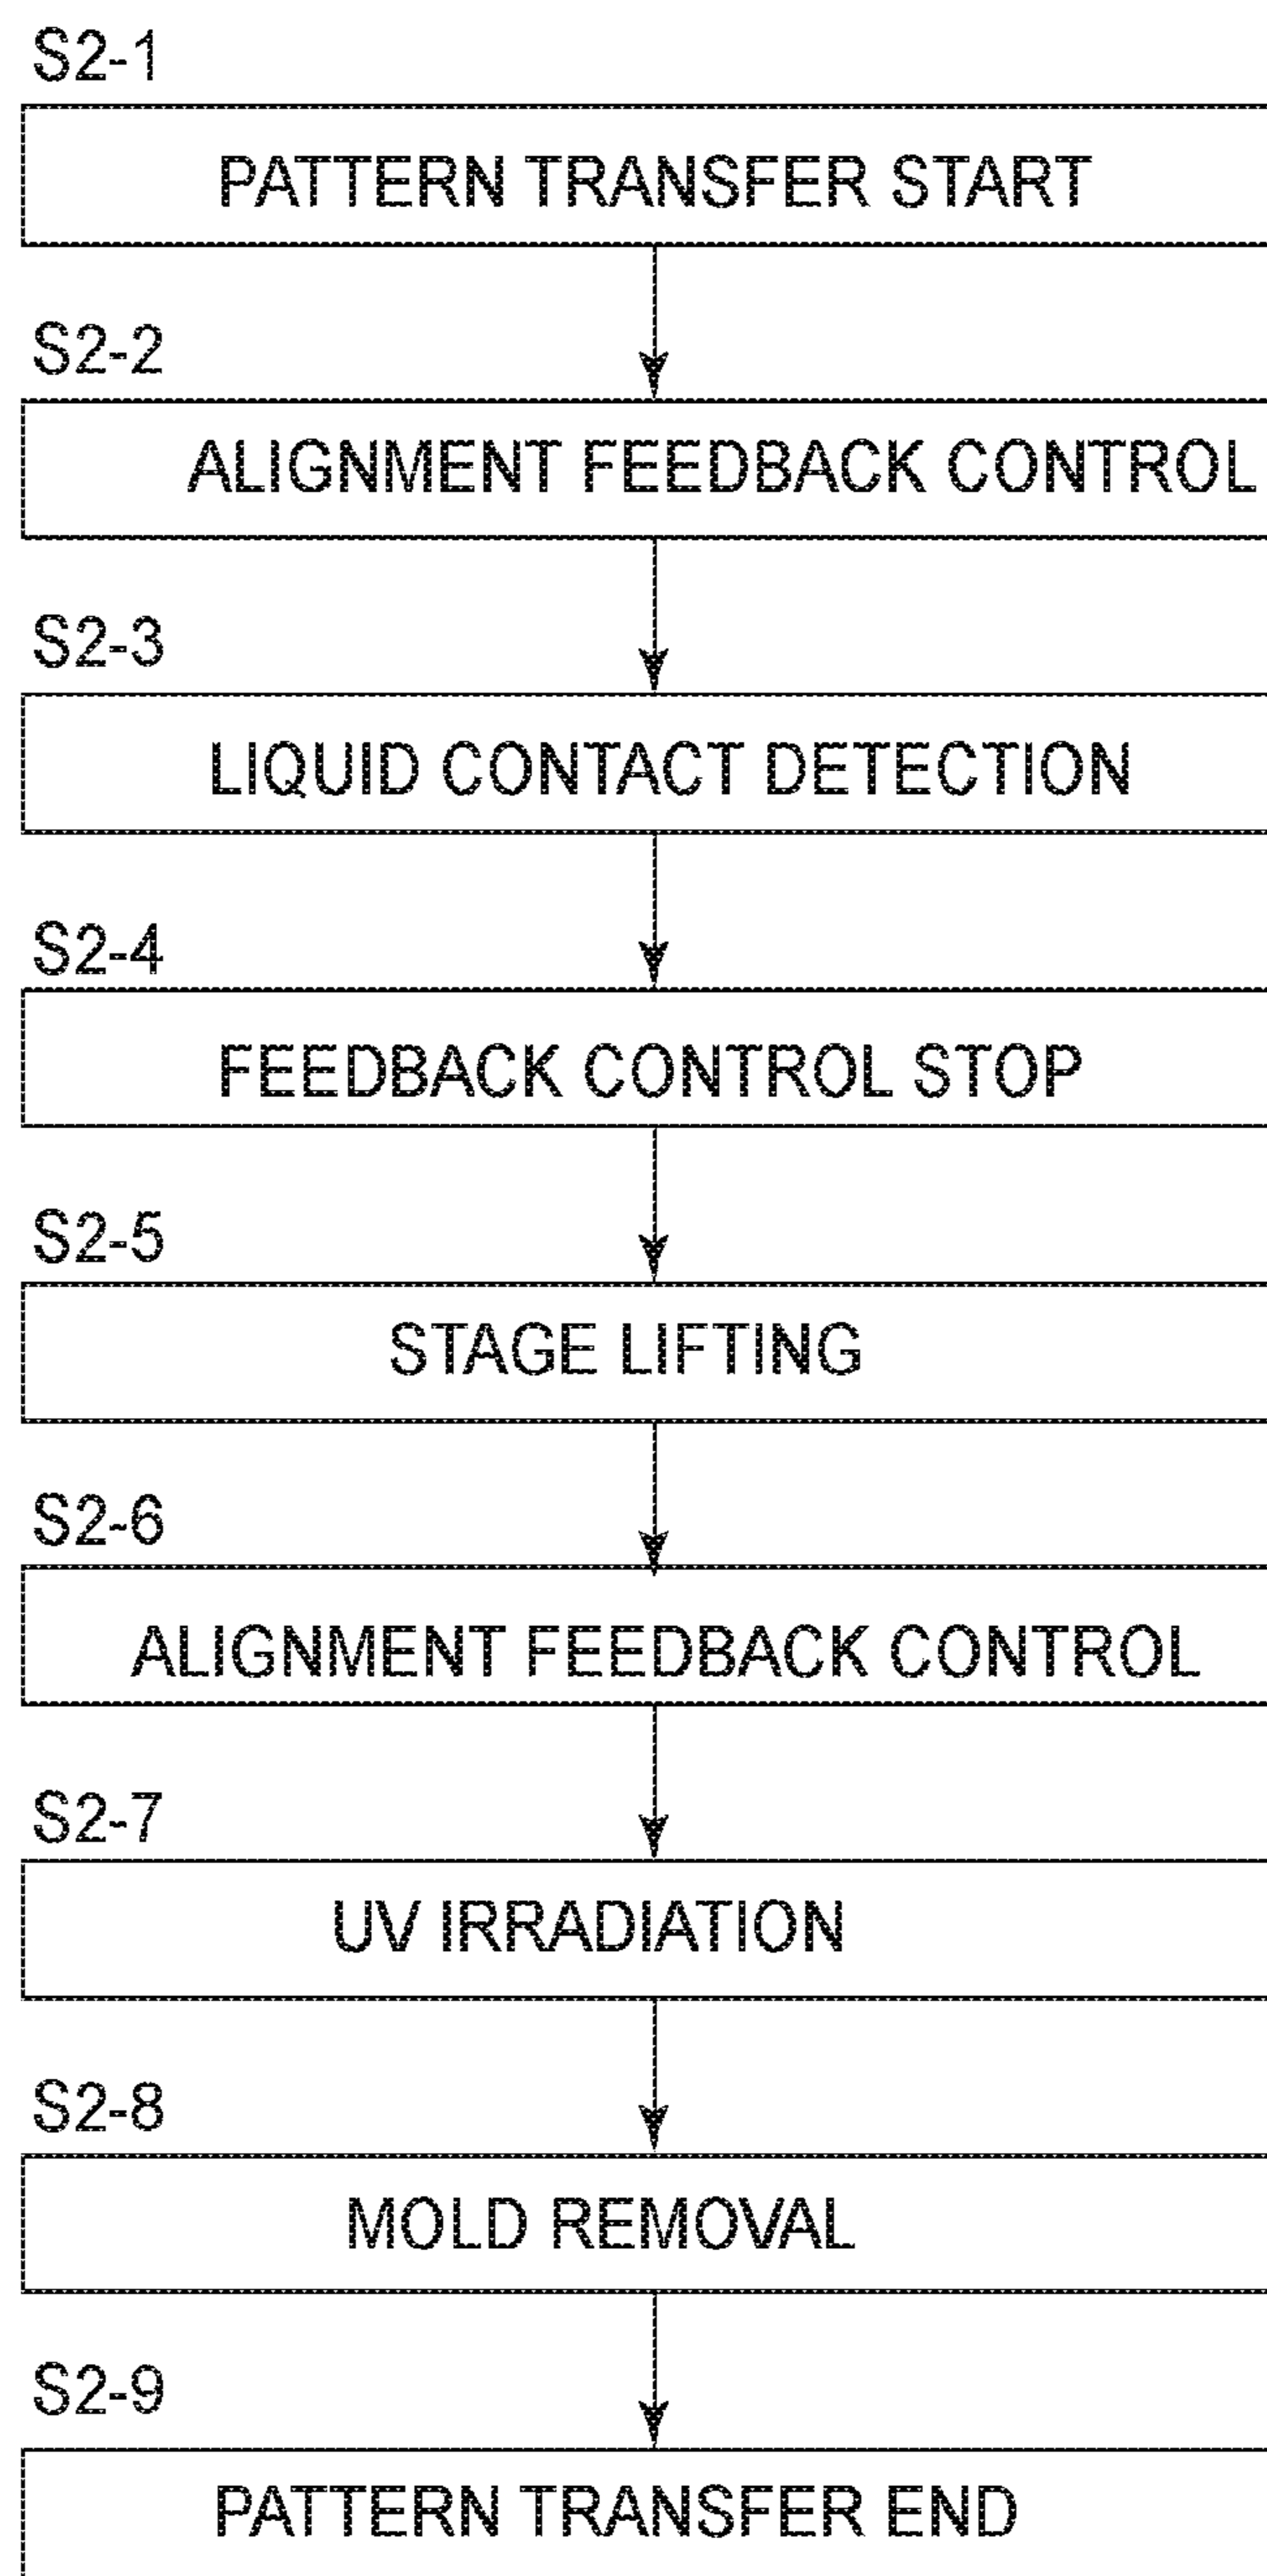 S2-1
PATTERN TRANSFER START
S2-2
ALIGNMENT FEEDBACK CONTROL
S2-3
LIQUID CONTACT DETECTION
S2-4
FEEDBACK CONTROL STOP
S2-5
STAGE LIFTING
S2-6
ALIGNMENT FEEDBACK CONTROL
S2-7
UV IRRADIATION
S2-8
MOLD REMOVAL
S2-9
PATTERN TRANSFER END